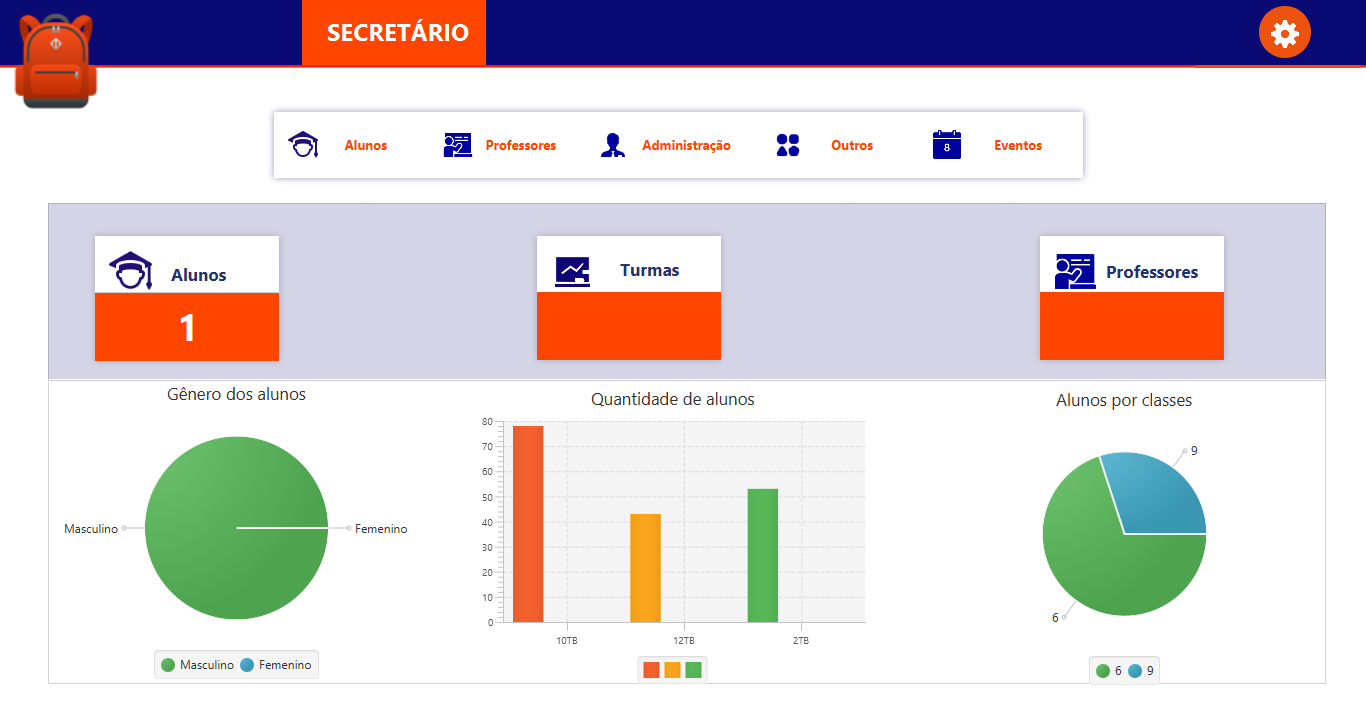 SECRETÁRIO
Alunos
Professores
Administração
Outros
8
Eventos
Alunos
1
Turmas
Professores
Gênero dos alunos
Masculino
Femenino
Masculino Femenino
Quantidade de alunos
80
70
60
50
40
30
20
10
0
10TB 12TB 2TB
Alunos por classes
9
6
6 9